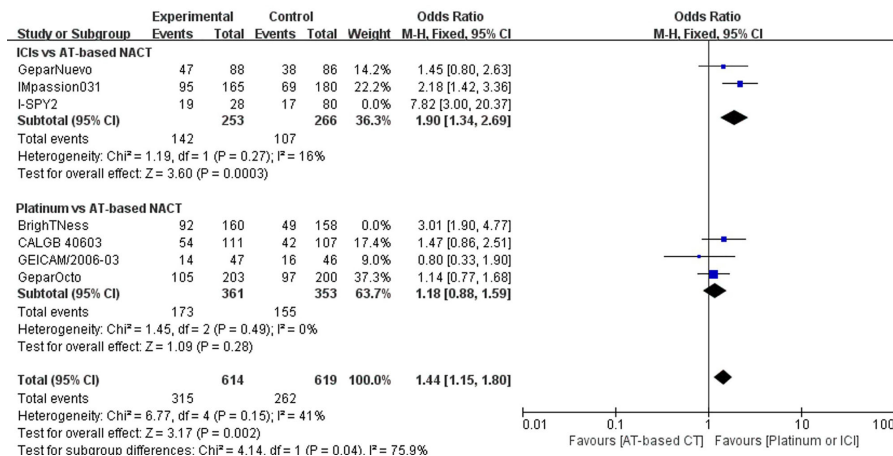 Experimental Control Odds Ratio Odds Ratio
Study or Subgroup Events Total Events Total Weight M-H, Fixed, 95% CI M-H, Fixed, 95% CI
ICIs vs AT-based NACT
GeparNuevo 47 88 38 86 14.2% 1.45 [0.80, 2.63]
IMpassion031 95 165 69 180 22.2% 2.18 [1.42, 3.36]
I-SPY2 19 28 17 80 0.0% 7.82 [3.00, 20.37]
Subtotal (95% CI) 253 266 36.3% 1.90 [1.34, 2.69]
Total events 142 107
Heterogeneity: Chi² = 1.19, df = 1 (P = 0.27); I² = 16%
Test for overall effect: Z = 3.60 (P = 0.0003)
Platinum vs AT-based NACT
BrighTNess 92 160 49 158 0.0% 3.01 [1.90, 4.77]
CALGB 40603 54 111 42 107 17.4% 1.47 [0.86, 2.51]
GEICAM/2006-03 14 47 16 46 9.0% 0.80 [0.33, 1.90]
GeparOcto 105 203 97 200 37.3% 1.14 [0.77, 1.68]
Subtotal (95% CI) 361 353 63.7% 1.18 [0.88, 1.59]
Total events 173 155
Heterogeneity: Chi² = 1.45, df = 2 (P = 0.49); I² = 0%
Test for overall effect: Z = 1.09 (P = 0.28)
Total (95% CI) 614 619 100.0% 1.44 [1.15, 1.80]
Total events 315 262
Heterogeneity: Chi² = 6.77, df = 4 (P = 0.15); I² = 41%
Test for overall effect: Z = 3.17 (P = 0.002)
Test for subgroup differences: Chi² = 4.14, df = 1 (P = 0.04), I² = 75.9%
0.01 0.1 1 10 100
Favours [AT-based CT] Favours [Platinum or ICI]